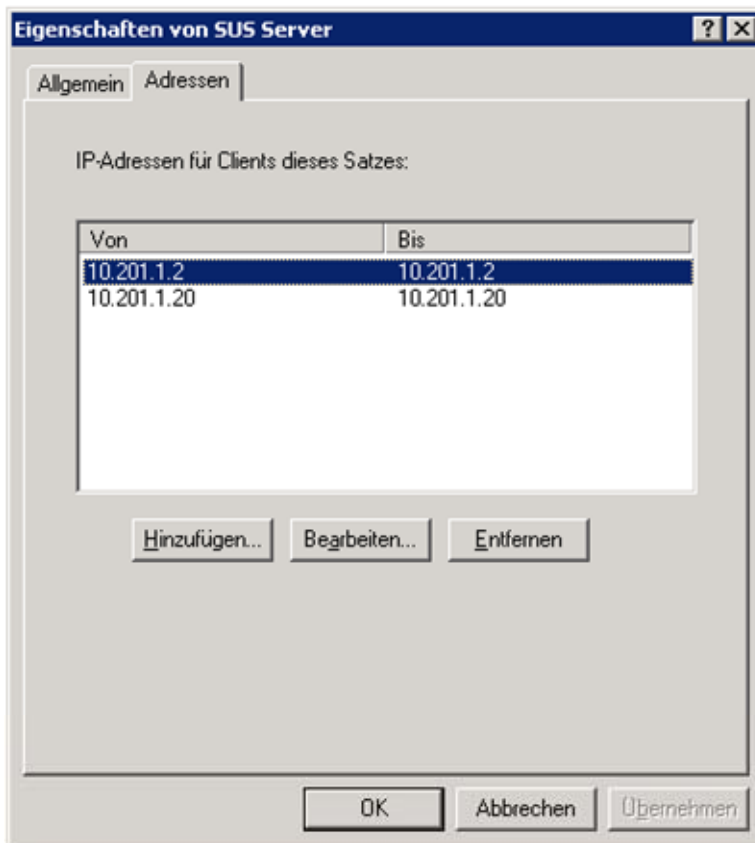 Eigenschaften von SUS Server
Allgemein Adressen
IP-Adressen für Clients dieses Satzes:
Von Bis
10.201.1.2 10.201.1.2
10.201.1.20 10.201.1.20
Hinzufügen... Bearbeiten... Entfernen
OK Abbrechen Übernehmen